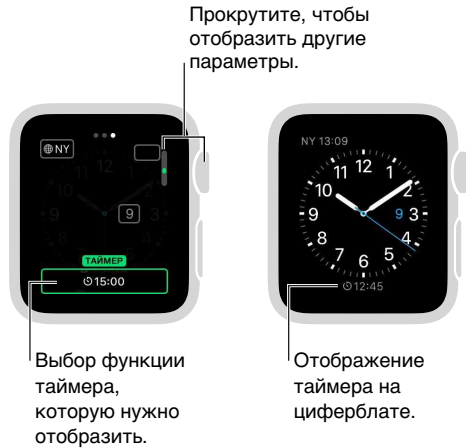 Прокрутите, чтобы
отобразить другие
параметры.
NY
9
ТАЙМЕР
15:00
NY 13:09
11 12 1
10 2
9 9 3
8 4
7 6 5
12:45
Выбор функции
таймера,
которую нужно
отобразить.
Отображение
таймера на
циферблате.